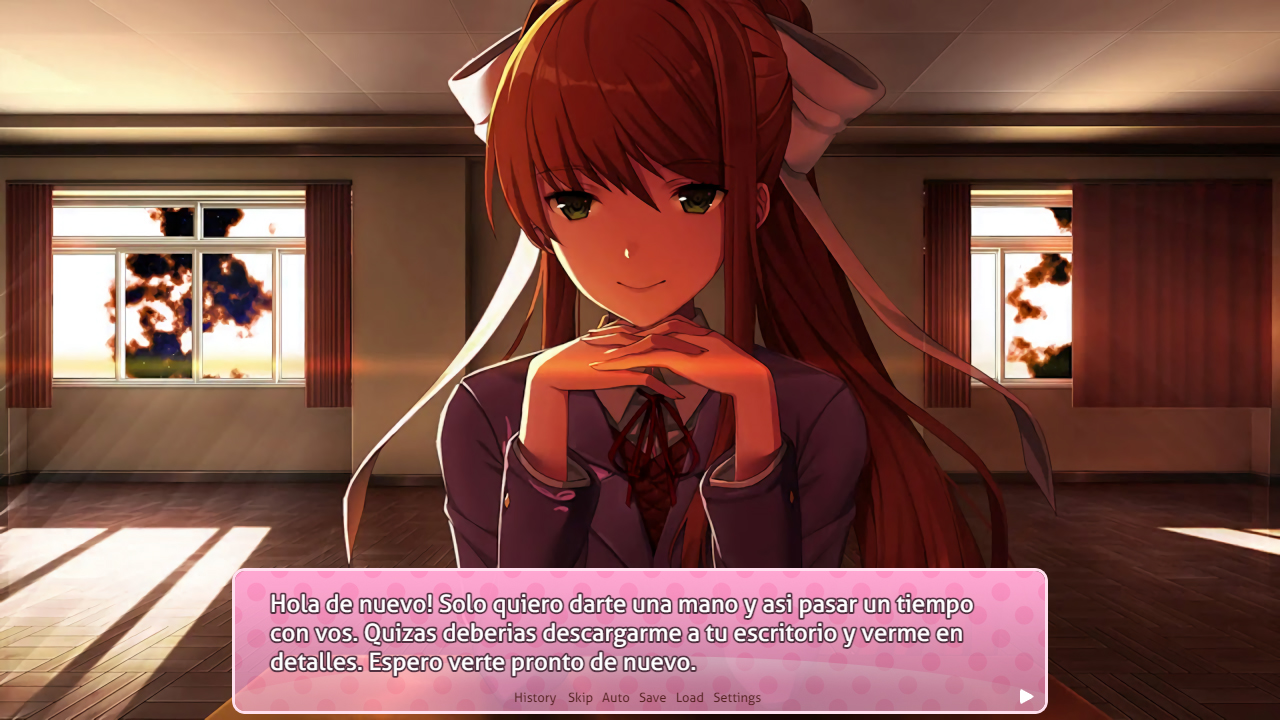 Hola de nuevo! Solo quiero darte una mano y asi pasar un tiempo
con vos. Quizas deberias descargarme a tu escritorio y verme en
detalles. Espero verte pronto de nuevo.
History Skip Auto Save Load Settings